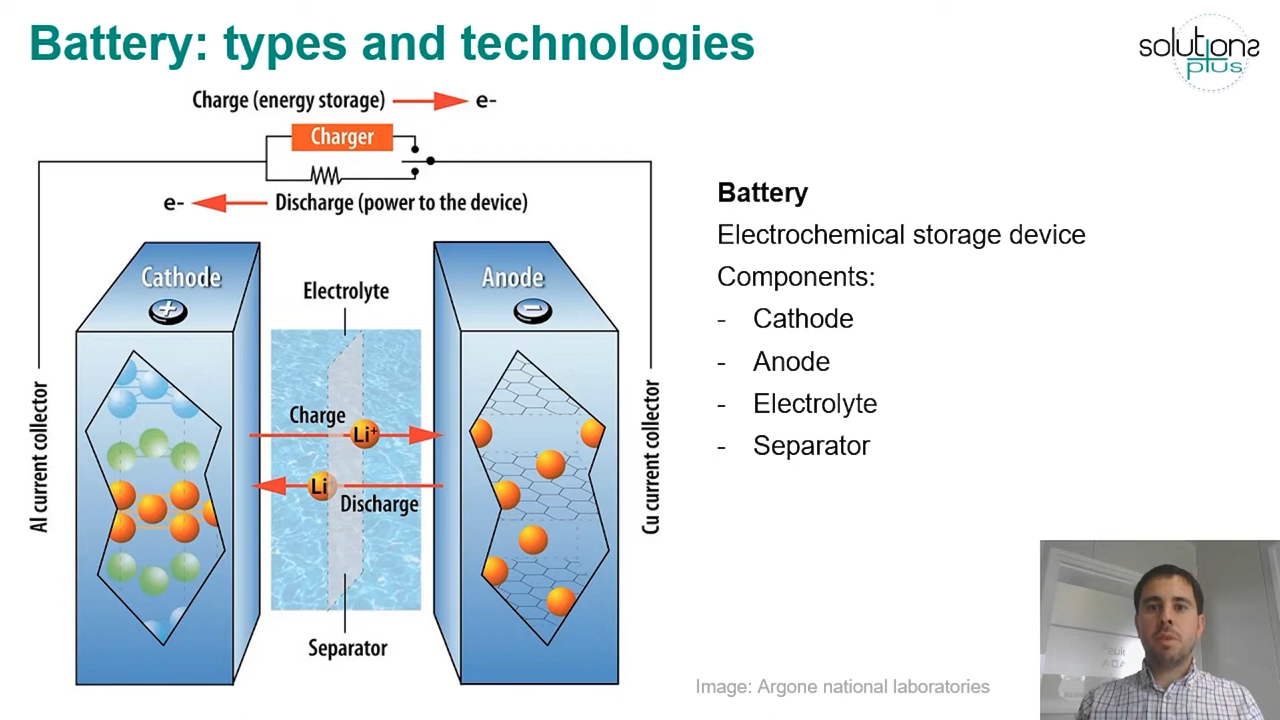 Battery: types and technologies
solutions
plus
Charge (energy storage) e-
Charger
e- Discharge (power to the device)
Cathode
+
Electrolyte
Anode
-
Al current collector
Charge
Li+
Li
Discharge
Cu current collector
Separator
Battery
Electrochemical storage device
Components:
- Cathode
- Anode
- Electrolyte
- Separator
Image: Argone national laboratories